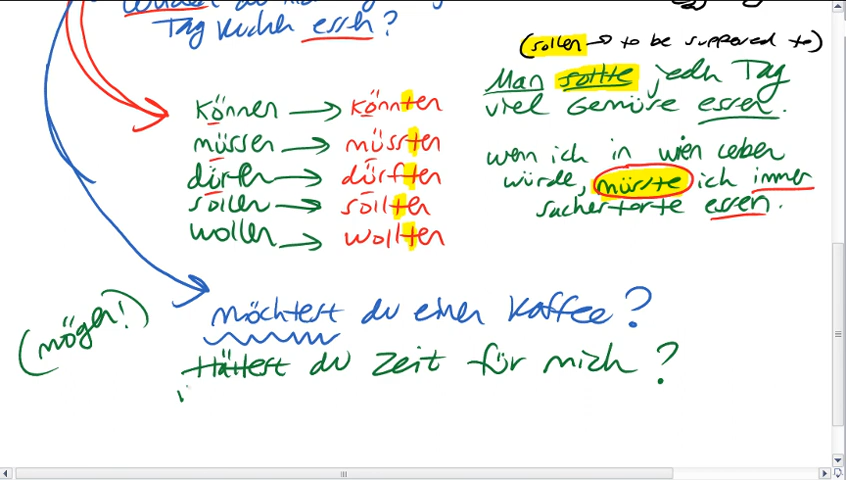 Tag Kuchen essen?
(sollen → to be supposed to)
Man sollte jeden Tag
viel Gemüse essen.
können → könnten
müssen → müssten
dürfen → dürften
sollen → sollten
wollen → wollten
wenn ich in Wien leben
würde, müsste ich immer
Sachertorte essen.
(mögen!)
möchtest du einen Kaffee?
Hättest du Zeit für mich?